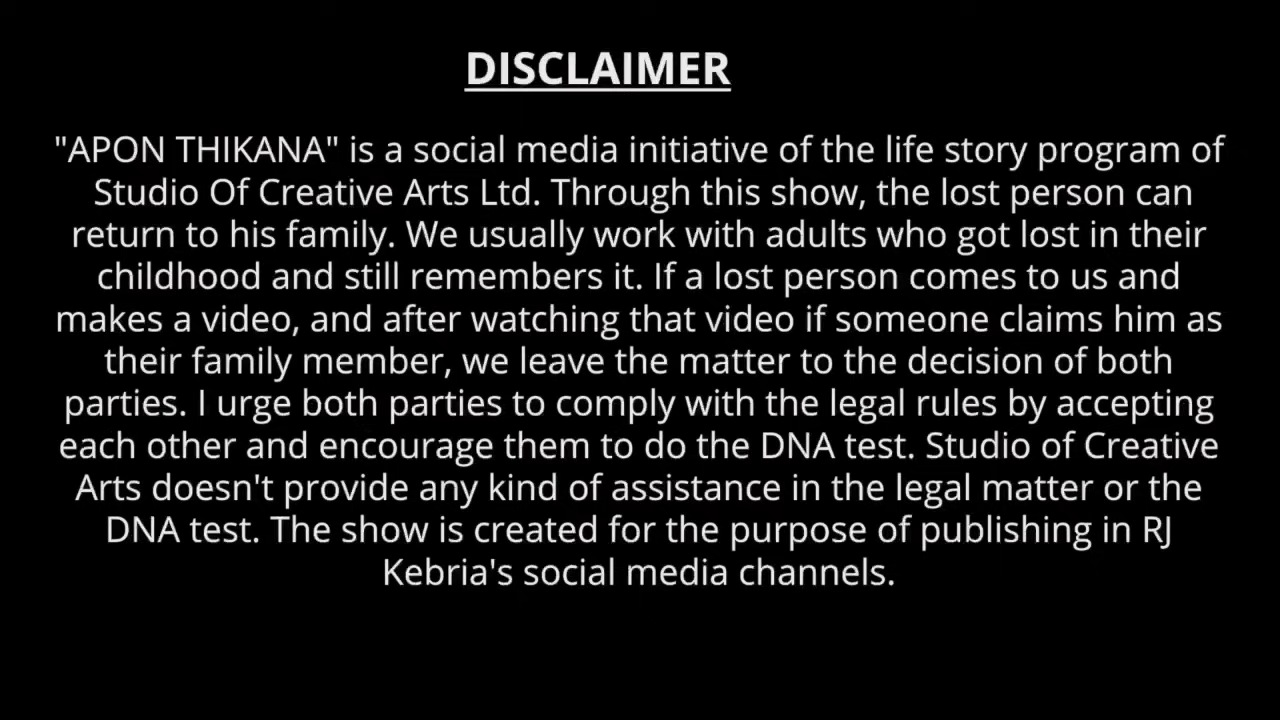 DISCLAIMER
"APON THIKANA" is a social media initiative of the life story program of
Studio Of Creative Arts Ltd. Through this show, the lost person can
return to his family. We usually work with adults who got lost in their
childhood and still remembers it. If a lost person comes to us and
makes a video, and after watching that video if someone claims him as
their family member, we leave the matter to the decision of both
parties. I urge both parties to comply with the legal rules by accepting
each other and encourage them to do the DNA test. Studio of Creative
Arts doesn't provide any kind of assistance in the legal matter or the
DNA test. The show is created for the purpose of publishing in RJ
Kebria's social media channels.